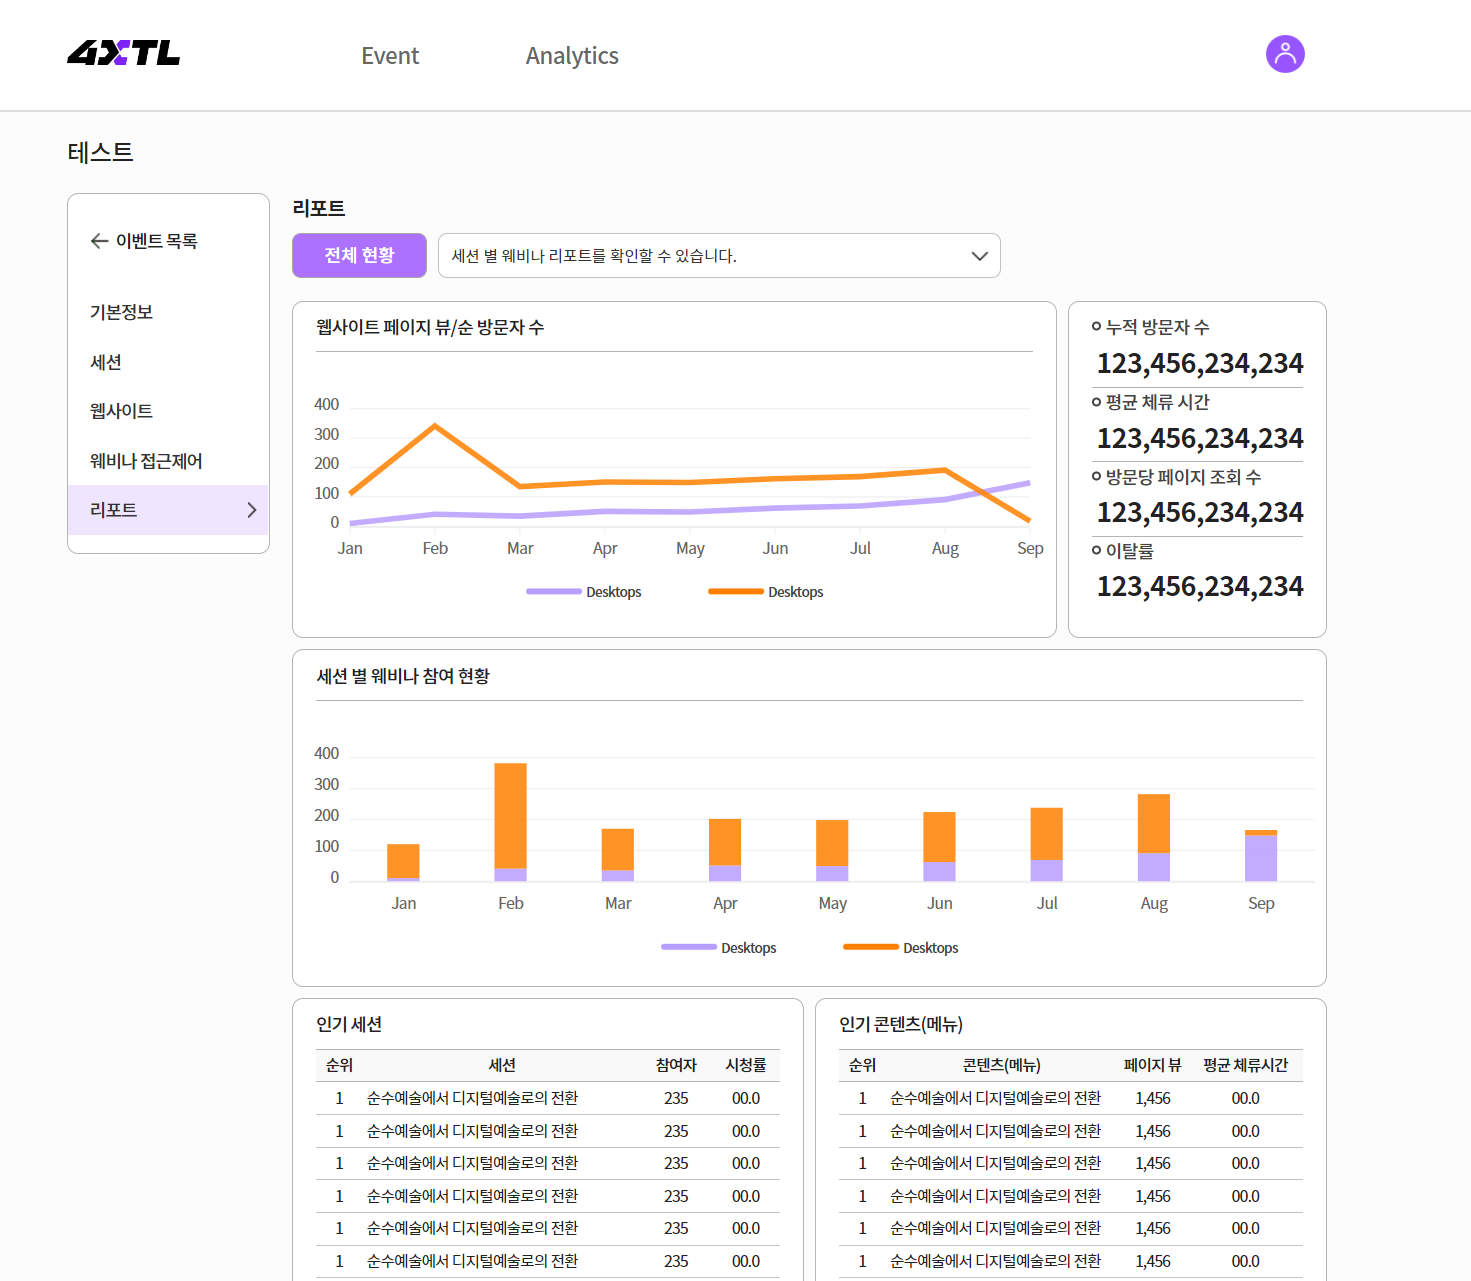 4XTL Event Analytics
테스트
← 이벤트 목록
기본정보
세션
웹사이트
웨비나 접근제어
리포트
리포트
전체 현황 세션 별 웨비나 리포트를 확인할 수 있습니다.
웹사이트 페이지 뷰/순 방문자 수
400
300
200
100
0
Jan Feb Mar Apr May Jun Jul Aug Sep
Desktops Desktops
누적 방문자 수
123,456,234,234
평균 체류 시간
123,456,234,234
방문당 페이지 조회 수
123,456,234,234
이탈률
123,456,234,234
세션 별 웨비나 참여 현황
400
300
200
100
0
Jan Feb Mar Apr May Jun Jul Aug Sep
Desktops Desktops
인기 세션
순위 세션 참여자 시청률
1 순수예술에서 디지털예술로의 전환 235 00.0
1 순수예술에서 디지털예술로의 전환 235 00.0
1 순수예술에서 디지털예술로의 전환 235 00.0
1 순수예술에서 디지털예술로의 전환 235 00.0
1 순수예술에서 디지털예술로의 전환 235 00.0
1 순수예술에서 디지털예술로의 전환 235 00.0
인기 콘텐츠(메뉴)
순위 콘텐츠(메뉴) 페이지 뷰 평균 체류시간
1 순수예술에서 디지털예술로의 전환 1,456 00.0
1 순수예술에서 디지털예술로의 전환 1,456 00.0
1 순수예술에서 디지털예술로의 전환 1,456 00.0
1 순수예술에서 디지털예술로의 전환 1,456 00.0
1 순수예술에서 디지털예술로의 전환 1,456 00.0
1 순수예술에서 디지털예술로의 전환 1,456 00.0